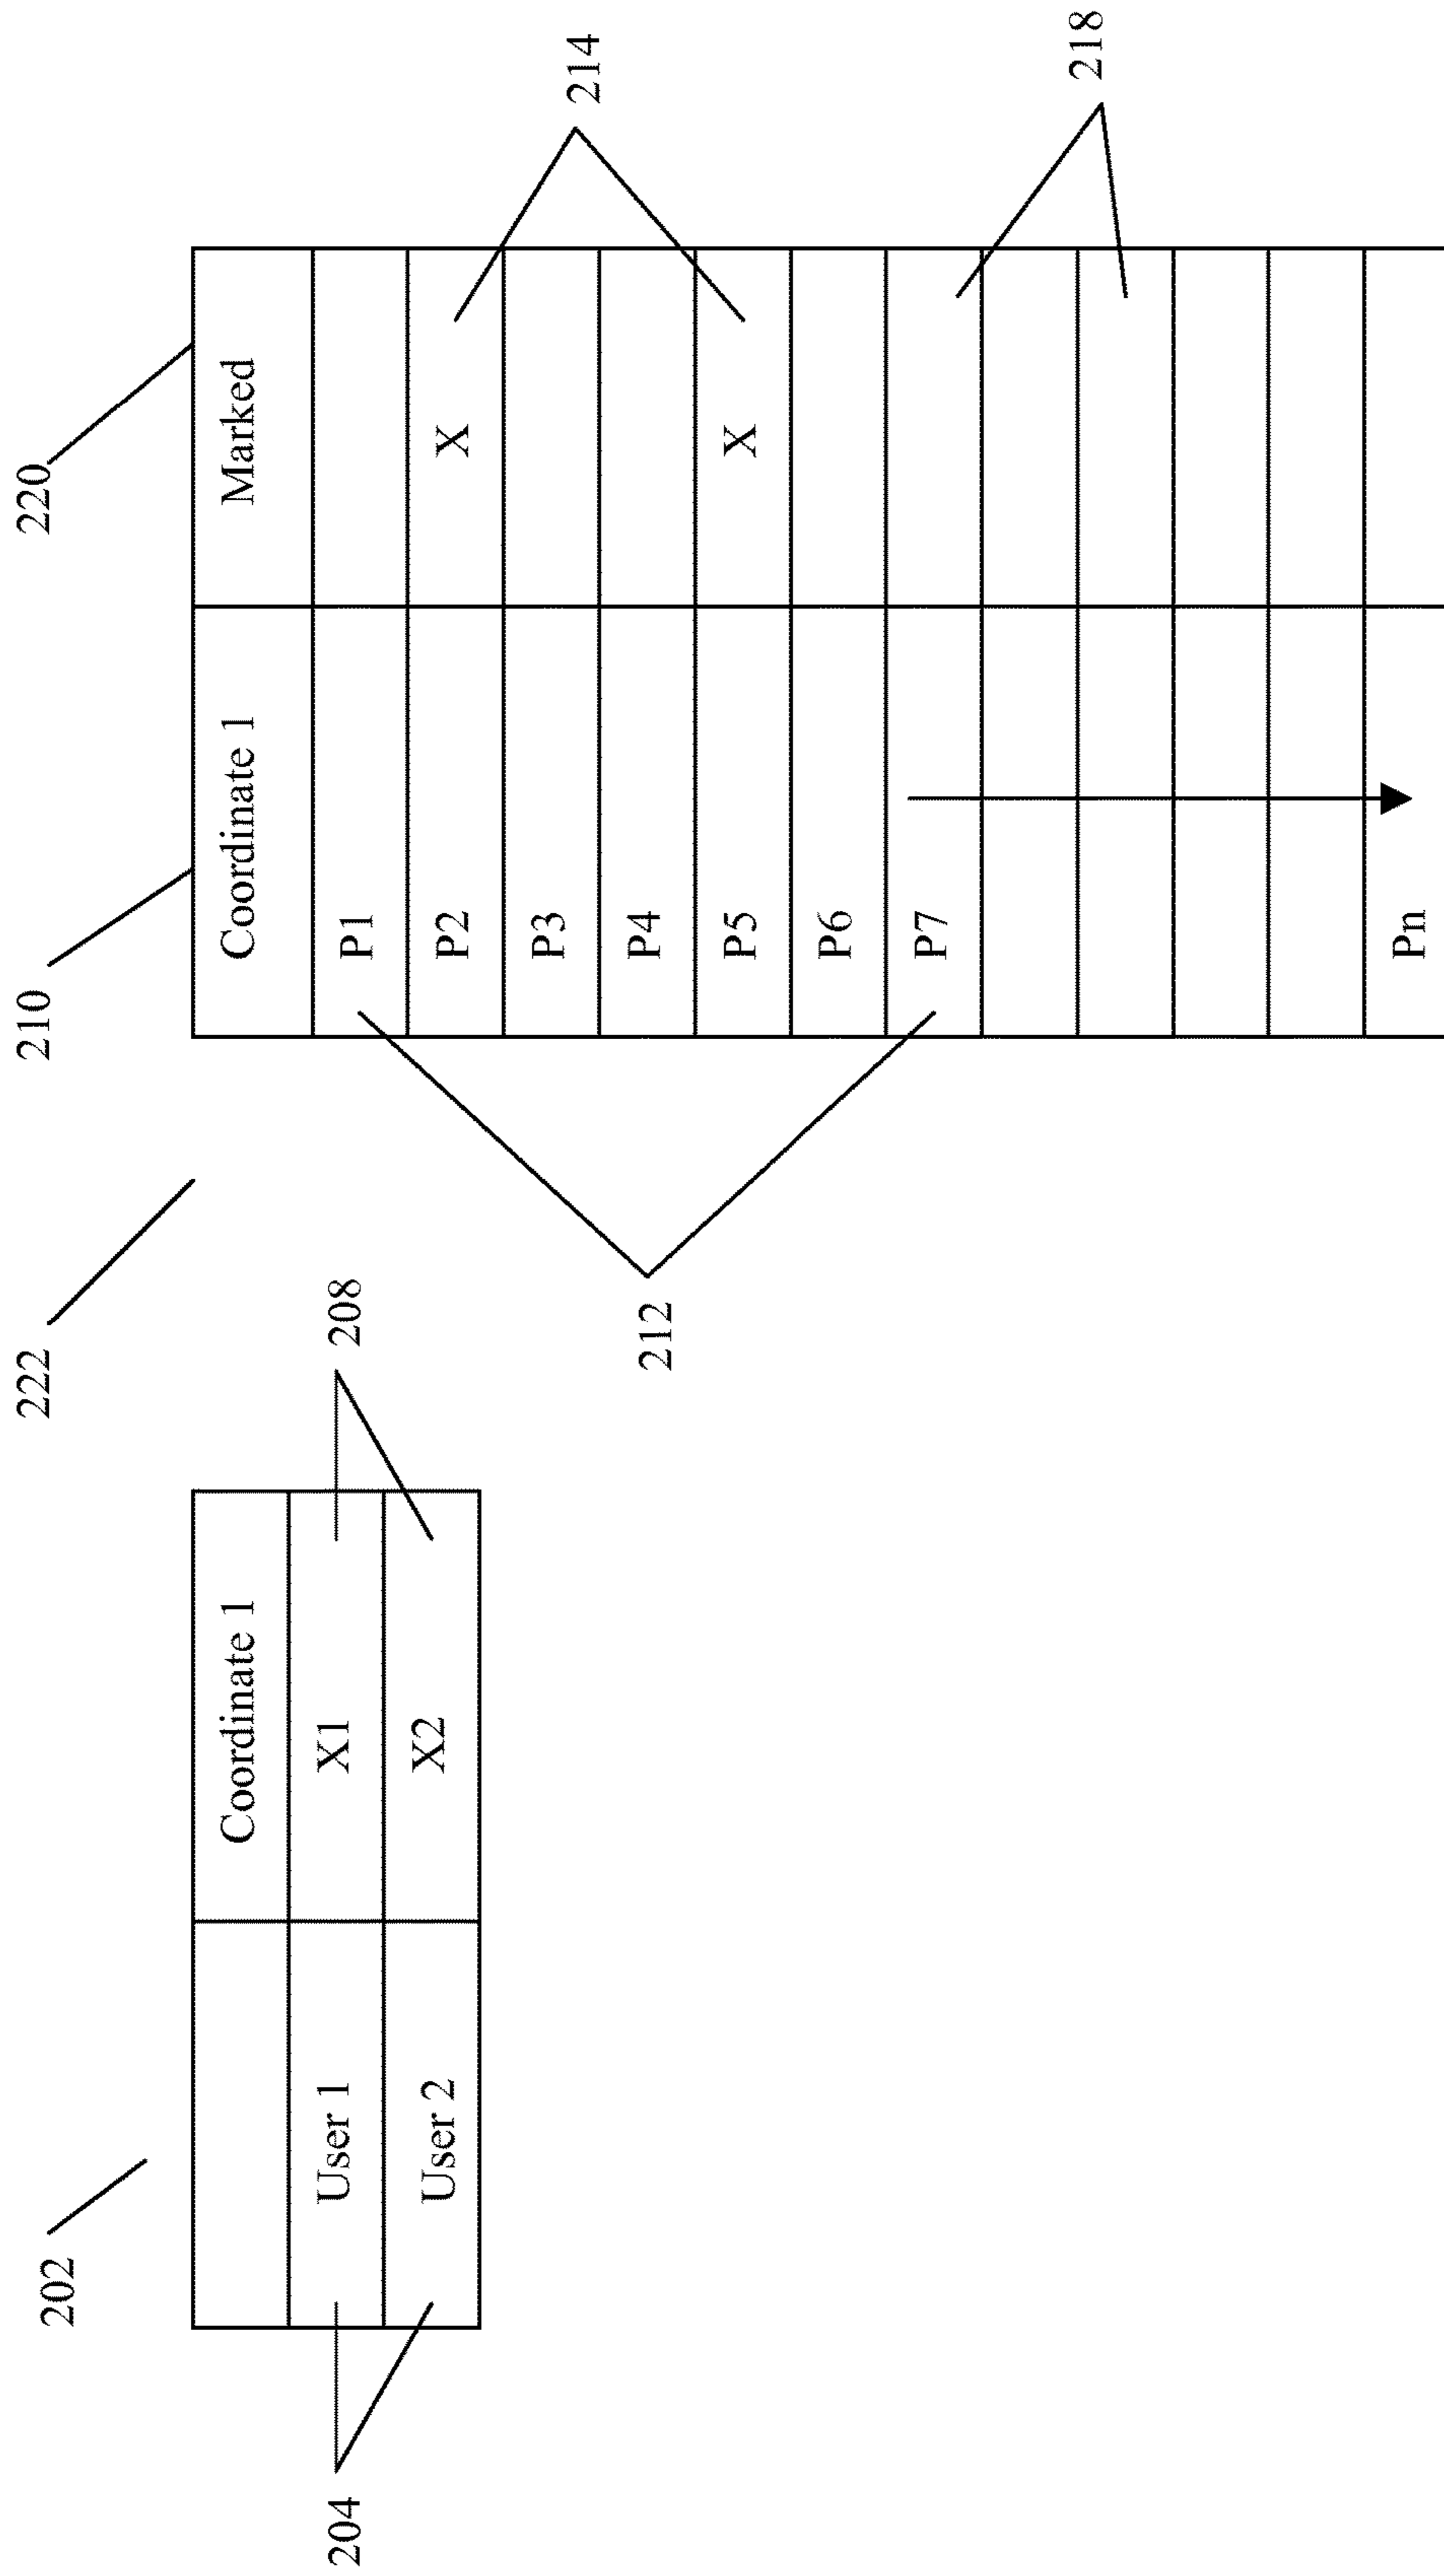 202
222
210
220
Coordinate 1
User 1
X1
User 2
X2
204
208
Coordinate 1
Marked
P1
P2
X
P3
P4
P5
X
P6
P7
Pn
212
214
218